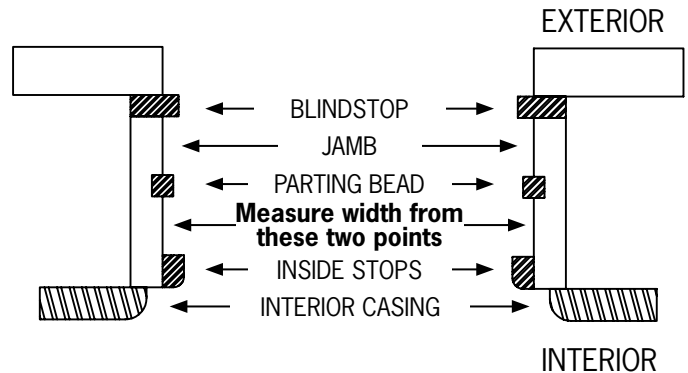 EXTERIOR
BLINDSTOP
JAMB
PARTING BEAD
Measure width from
these two points
INSIDE STOPS
INTERIOR CASING
INTERIOR